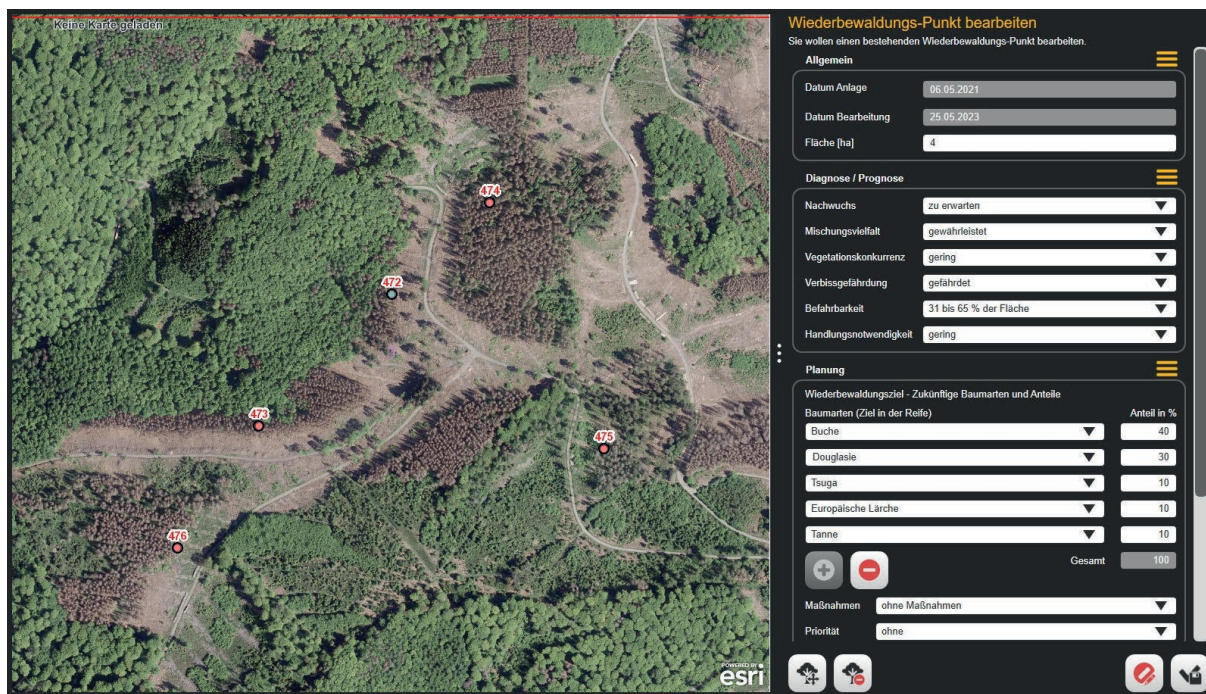 Keine Karte geladen
474
472
473
475
476
POWERED BY
esri
Wiederbewaldungs-Punkt bearbeiten
Sie wollen einen bestehenden Wiederbewaldungs-Punkt bearbeiten.
Allgemein
Datum Anlage 06.05.2021
Datum Bearbeitung 25.05.2023
Fläche [ha] 4
Diagnose / Prognose
Nachwuchs zu erwarten
Mischungsvielfalt gewährleistet
Vegetationskonkurrenz gering
Verbissgefährdung gefährdet
Befahrbarkeit 31 bis 65 % der Fläche
Handlungsnotwendigkeit gering
Planung
Wiederbewaldungsziel - Zukünftige Baumarten und Anteile
Baumarten (Ziel in der Reife) Anteil in %
Buche 40
Douglasie 30
Tsuga 10
Europäische Lärche 10
Tanne 10
Gesamt 100
Maßnahmen ohne Maßnahmen
Priorität ohne